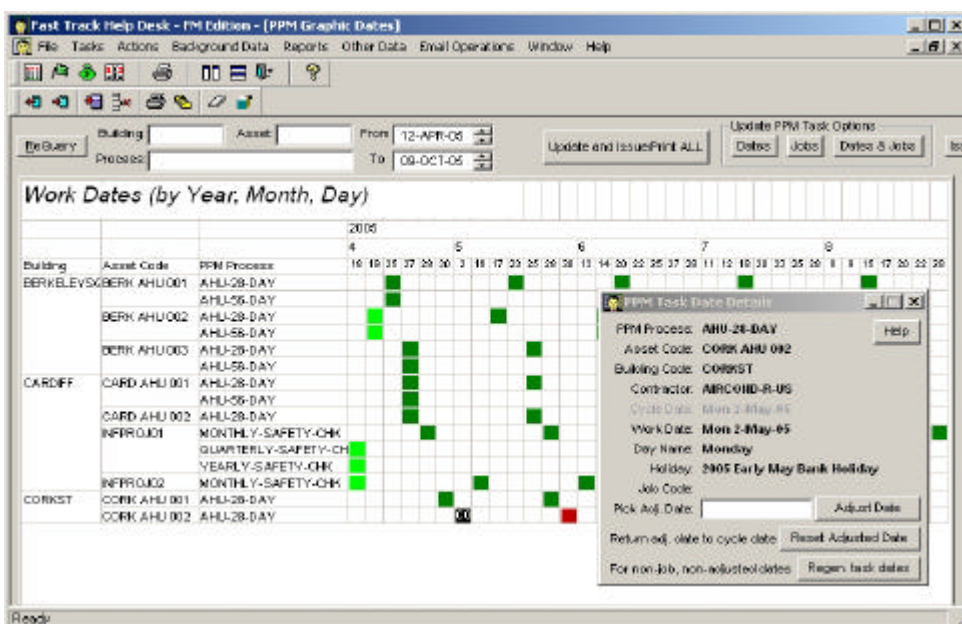 Fast Track Help Desk - FM Edition - [PPM Graphic Dates]
File Tasks Actions Background Data Reports Other Data Email Operations Window Help
Building Asset From 12-APR-05
ReQuery Update and Issue/Print ALL
Process To 09-OCT-05
Update PPM Task Options
Dates Jobs Dates & Jobs
Work Dates (by Year, Month, Day)
2005
4 5 6 7 8
Building Asset Code PPM Process
BERK AHU 001 AHU-28-DAY
AHU-56-DAY
BERK AHU 002 AHU-28-DAY
AHU-56-DAY
BERK AHU 003 AHU-28-DAY
AHU-56-DAY
CARDIFF CARD AHU 001 AHU-28-DAY
AHU-56-DAY
CARD AHU 002 AHU-28-DAY
INFPROJ01 MONTHLY-SAFETY-CHK
QUARTERLY-SAFETY-CH
YEARLY-SAFETY-CHK
INFPROJ02 MONTHLY-SAFETY-CHK
CORKST CORK AHU 001 AHU-28-DAY
CORK AHU 002 AHU-28-DAY
PPM Task Date Details
PPM Process: AHU-28-DAY
Help
Asset Code: CORK AHU 002
Building Code: CORKST
Contractor: AIRCOND-R-US
Cycle Date: Mon 2-May-05
Work Date: Mon 2-May-05
Day Name: Monday
Holiday: 2005 Early May Bank Holiday
Job Code:
Pick Adj. Date: Adjust Date
Return adj. date to cycle date Reset Adjusted Date
For non-job, non-adjusted dates Regen. task dates
Ready